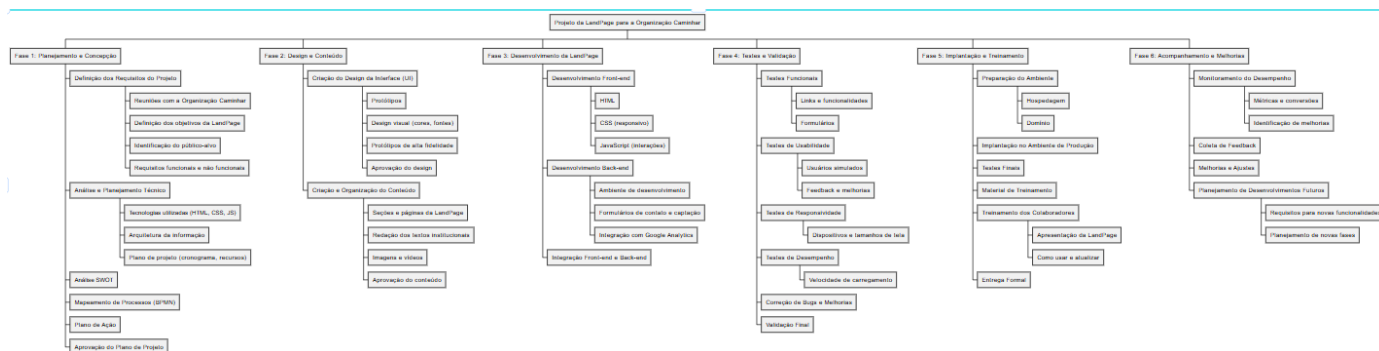 Projeto da LandPage para a Organização Caminhar
Fase 1: Planejamento e Concepção
Definição dos Requisitos do Projeto
Reuniões com a Organização Caminhar
Definição dos objetivos da LandPage
Identificação do público-alvo
Requisitos funcionais e não funcionais
Análise e Planejamento Técnico
Tecnologias utilizadas (HTML, CSS, JS)
Arquitetura da informação
Plano de projeto (cronograma, recursos)
Análise SWOT
Mapeamento de Processos (BPMN)
Plano de Ação
Aprovação do Plano de Projeto
Fase 2: Design e Conteúdo
Criação do Design da Interface (UI)
Protótipos
Design visual (cores, fontes)
Protótipos de alta fidelidade
Aprovação do design
Criação e Organização do Conteúdo
Seções e páginas da LandPage
Redação dos textos institucionais
Imagens e vídeos
Aprovação do conteúdo
Fase 3: Desenvolvimento da LandPage
Desenvolvimento Front-end
HTML
CSS (responsivo)
JavaScript (interações)
Desenvolvimento Back-end
Ambiente de desenvolvimento
Formulários de contato e captação
Integração com Google Analytics
Integração Front-end e Back-end
Fase 4: Testes e Validação
Testes Funcionais
Links e funcionalidades
Formulários
Testes de Usabilidade
Usuários simulados
Feedback e melhorias
Testes de Responsividade
Dispositivos e tamanhos de tela
Testes de Desempenho
Velocidade de carregamento
Correção de Bugs e Melhorias
Validação Final
Fase 5: Implantação e Treinamento
Preparação do Ambiente
Hospedagem
Domínio
Implantação no Ambiente de Produção
Testes Finais
Material de Treinamento
Treinamento dos Colaboradores
Apresentação da LandPage
Como usar e atualizar
Entrega Formal
Fase 6: Acompanhamento e Melhorias
Monitoramento do Desempenho
Métricas e conversões
Identificação de melhorias
Coleta de Feedback
Melhorias e Ajustes
Planejamento de Desenvolvimentos Futuros
Requisitos para novas funcionalidades
Planejamento de novas fases